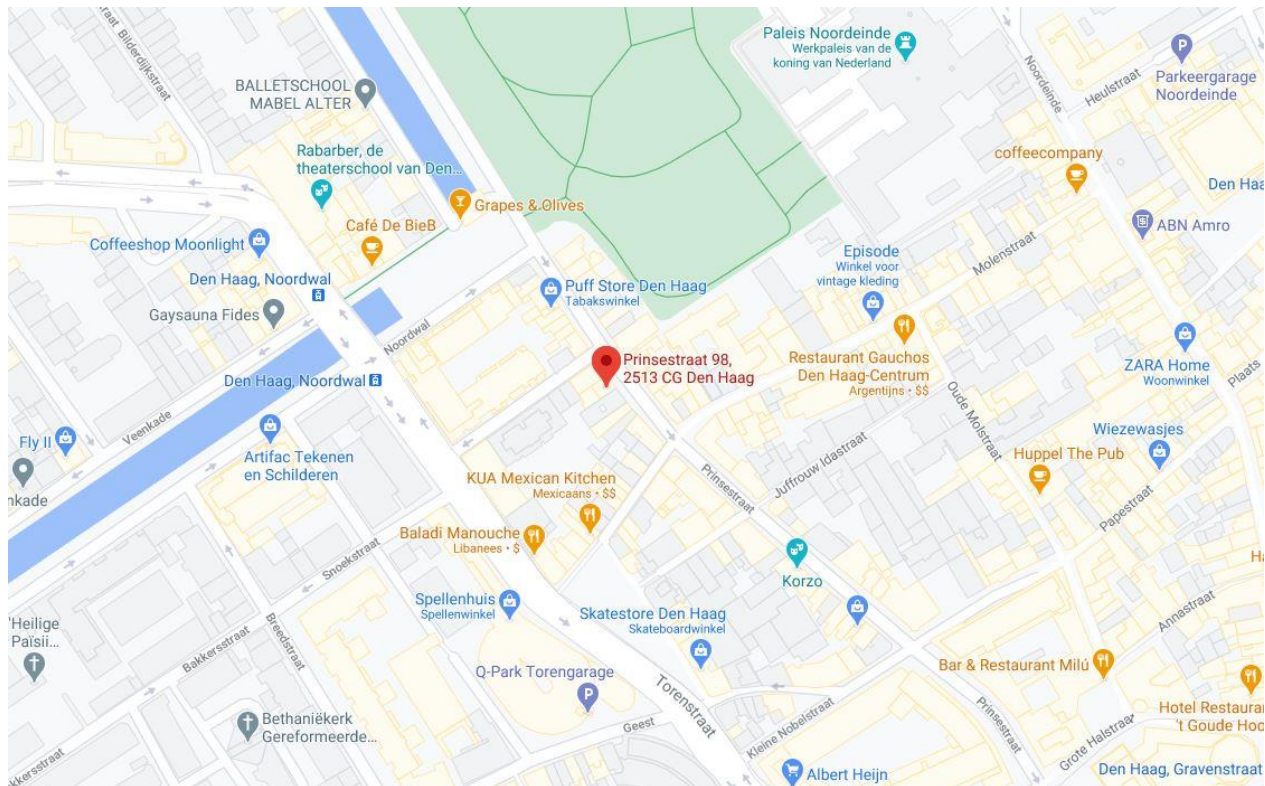 straat
Bilderdijkstraat
BALLETSCHOOL
MABEL ALTER
Paleis Noordeinde
Werkpaleis van de
koning van Nederland
Noordeinde
Heulstraat
P
Parkeergarage
Noordeinde
Rabarber, de
theaterschool van Den...
coffeecompany
Den Haa
Grapes & Olives
Café De BieB
ABN Amro
Coffeeshop Moonlight
Den Haag, Noordwal
Gaysauna Fides
Puff Store Den Haag
Tabakswinkel
Episode
Winkel voor
vintage kleding
Molenstraat
Noordwal
Prinsestraat 98,
2513 CG Den Haag
Restaurant Gauchos
Den Haag-Centrum
Argentijns • $$
ZARA Home
Woonwinkel
Plaats
Den Haag, Noordwal
Veenkade
Fly II
Artifac Tekenen
en Schilderen
Oude Molstraat
Wiezewasjes
Huppel The Pub
nkade
KUA Mexican Kitchen
Mexicaans • $$
Prinsestraat
Juffrouw Idastraat
Papestraat
Baladi Manouche
Libanees • $
Snoekstraat
Korzo
Ha
Spellenhuis
Spellenwinkel
Skatestore Den Haag
Skateboardwinkel
Annastraat
'Heilige
Païsii...
Bakkersstraat
Breedstraat
Q-Park Torengarage
P
Torenstraat
Bar & Restaurant Milú
Hotel Restaurar
't Goude Hoo
Bethaniëkerk
Gereformeerde...
Geest
Kleine Nobelstraat
Prinsestraat
Grote Halstraat
kkersstraat
Albert Heijn
Den Haag, Gravenstraat